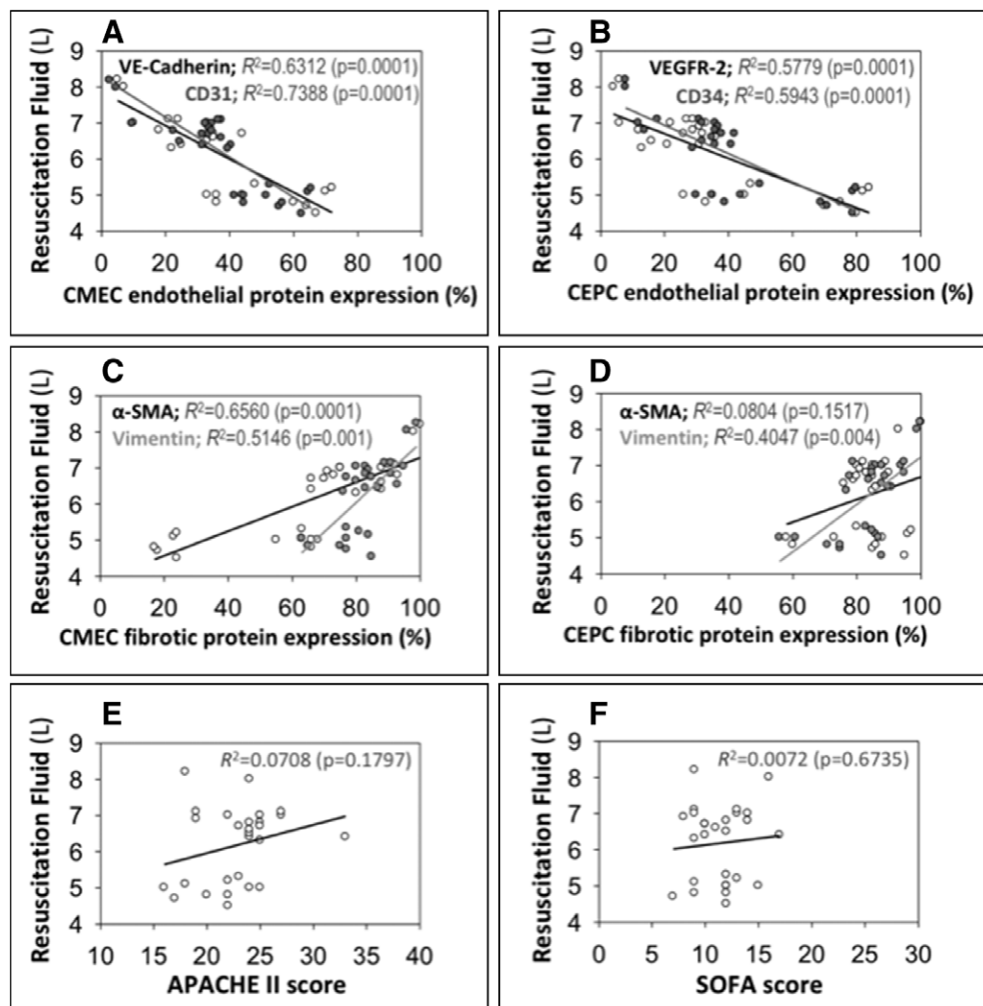 A
Resuscitation Fluid (L)
9
8
7
6
5
4
VE-Cadherin; R²=0.6312 (p=0.0001)
CD31; R²=0.7388 (p=0.0001)
0 20 40 60 80 100
CMEC endothelial protein expression (%)
B
Resuscitation Fluid (L)
9
8
7
6
5
4
VEGFR-2; R²=0.5779 (p=0.0001)
CD34; R²=0.5943 (p=0.0001)
0 20 40 60 80 100
CEPC endothelial protein expression (%)
C
Resuscitation Fluid (L)
9
8
7
6
5
4
α-SMA; R²=0.6560 (p=0.0001)
Vimentin; R²=0.5146 (p=0.001)
0 20 40 60 80 100
CMEC fibrotic protein expression (%)
D
Resuscitation Fluid (L)
9
8
7
6
5
4
α-SMA; R²=0.0804 (p=0.1517)
Vimentin; R²=0.4047 (p=0.004)
0 20 40 60 80 100
CEPC fibrotic protein expression (%)
E
Resuscitation Fluid (L)
9
8
7
6
5
4
R²=0.0708 (p=0.1797)
10 15 20 25 30 35 40
APACHE II score
F
Resuscitation Fluid (L)
9
8
7
6
5
4
R²=0.0072 (p=0.6735)
0 5 10 15 20 25 30
SOFA score